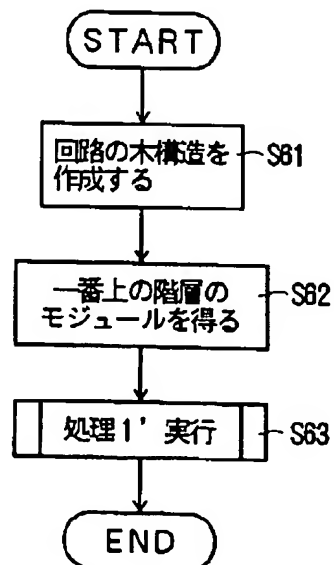 START
回路の木構造を
作成する
S61
一番上の階層の
モジュールを得る
S62
処理1' 実行
S63
END